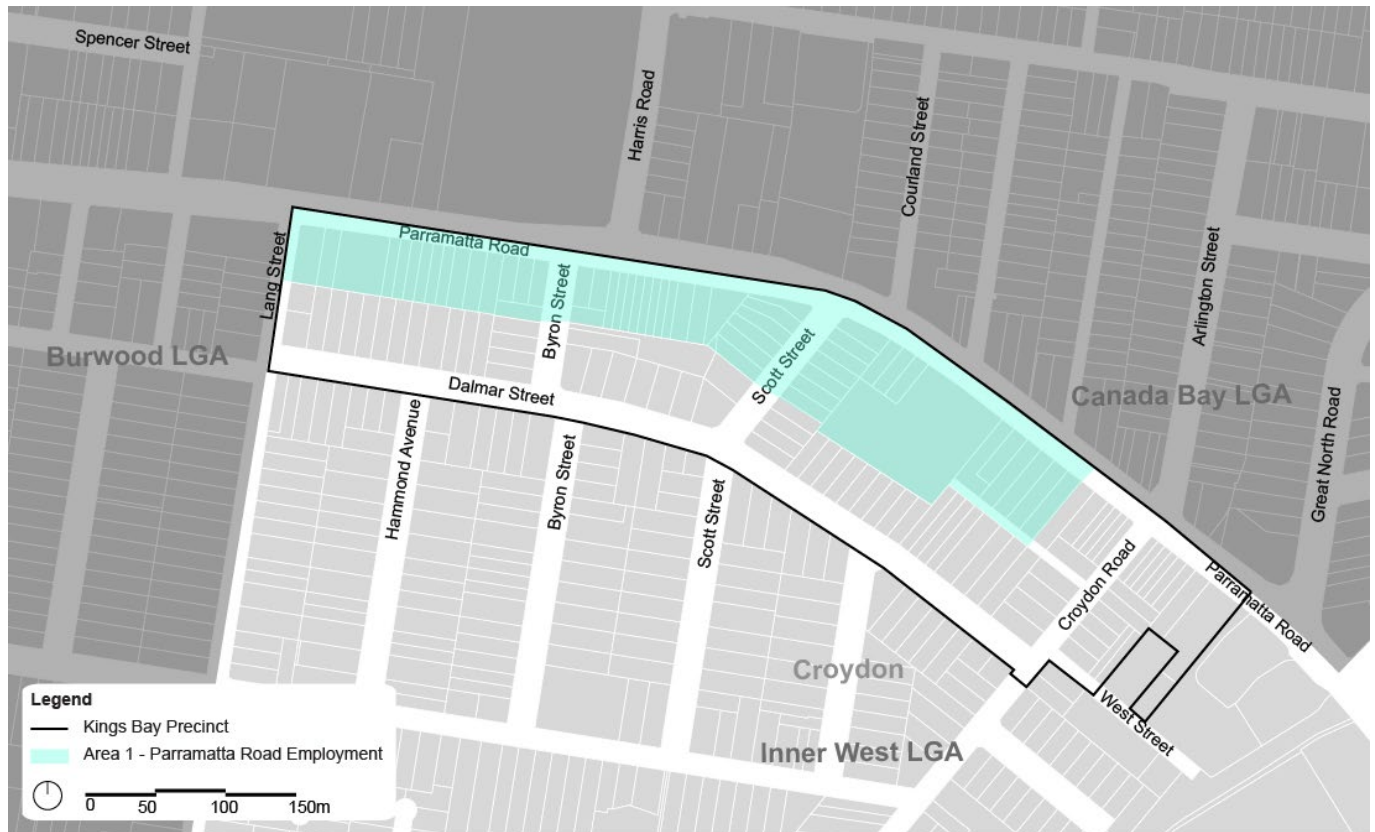 Spencer Street
Harris Road
Courland Street
Arlington Street
Great North Road
Parramatta Road
Lang Street
Byron Street
Scott Street
Burwood LGA
Canada Bay LGA
Dalmar Street
Hammond Avenue
Byron Street
Scott Street
Croydon Road
Parramatta Road
Croydon
West Street
Inner West LGA
Legend
Kings Bay Precinct
Area 1 - Parramatta Road Employment
0 50 100 150m